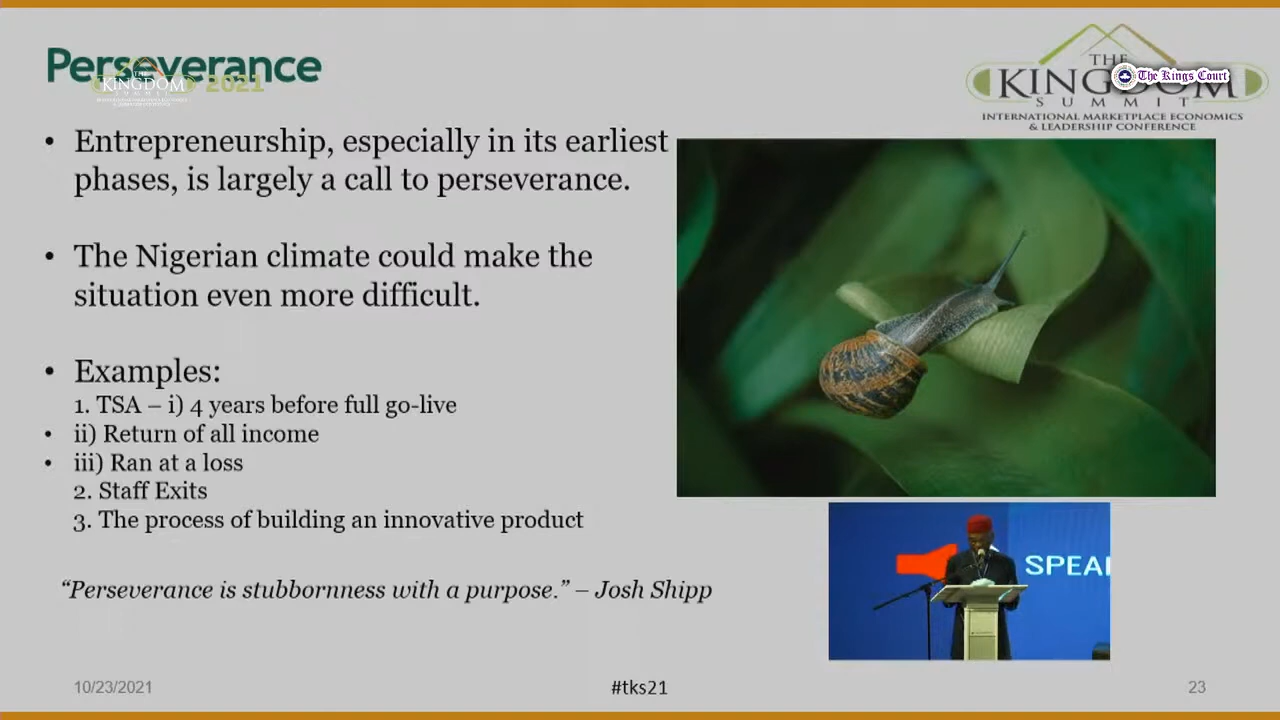 Perseverance
THE
KINGDOM
SUMMIT
2021
THE
KINGDOM
SUMMIT
INTERNATIONAL MARKETPLACE ECONOMICS
& LEADERSHIP CONFERENCE
The Kings Court
• Entrepreneurship, especially in its earliest
phases, is largely a call to perseverance.
• The Nigerian climate could make the
situation even more difficult.
• Examples:
1. TSA – i) 4 years before full go-live
• ii) Return of all income
• iii) Ran at a loss
2. Staff Exits
3. The process of building an innovative product
“Perseverance is stubbornness with a purpose.” – Josh Shipp
SPEA
10/23/2021
#tks21
23